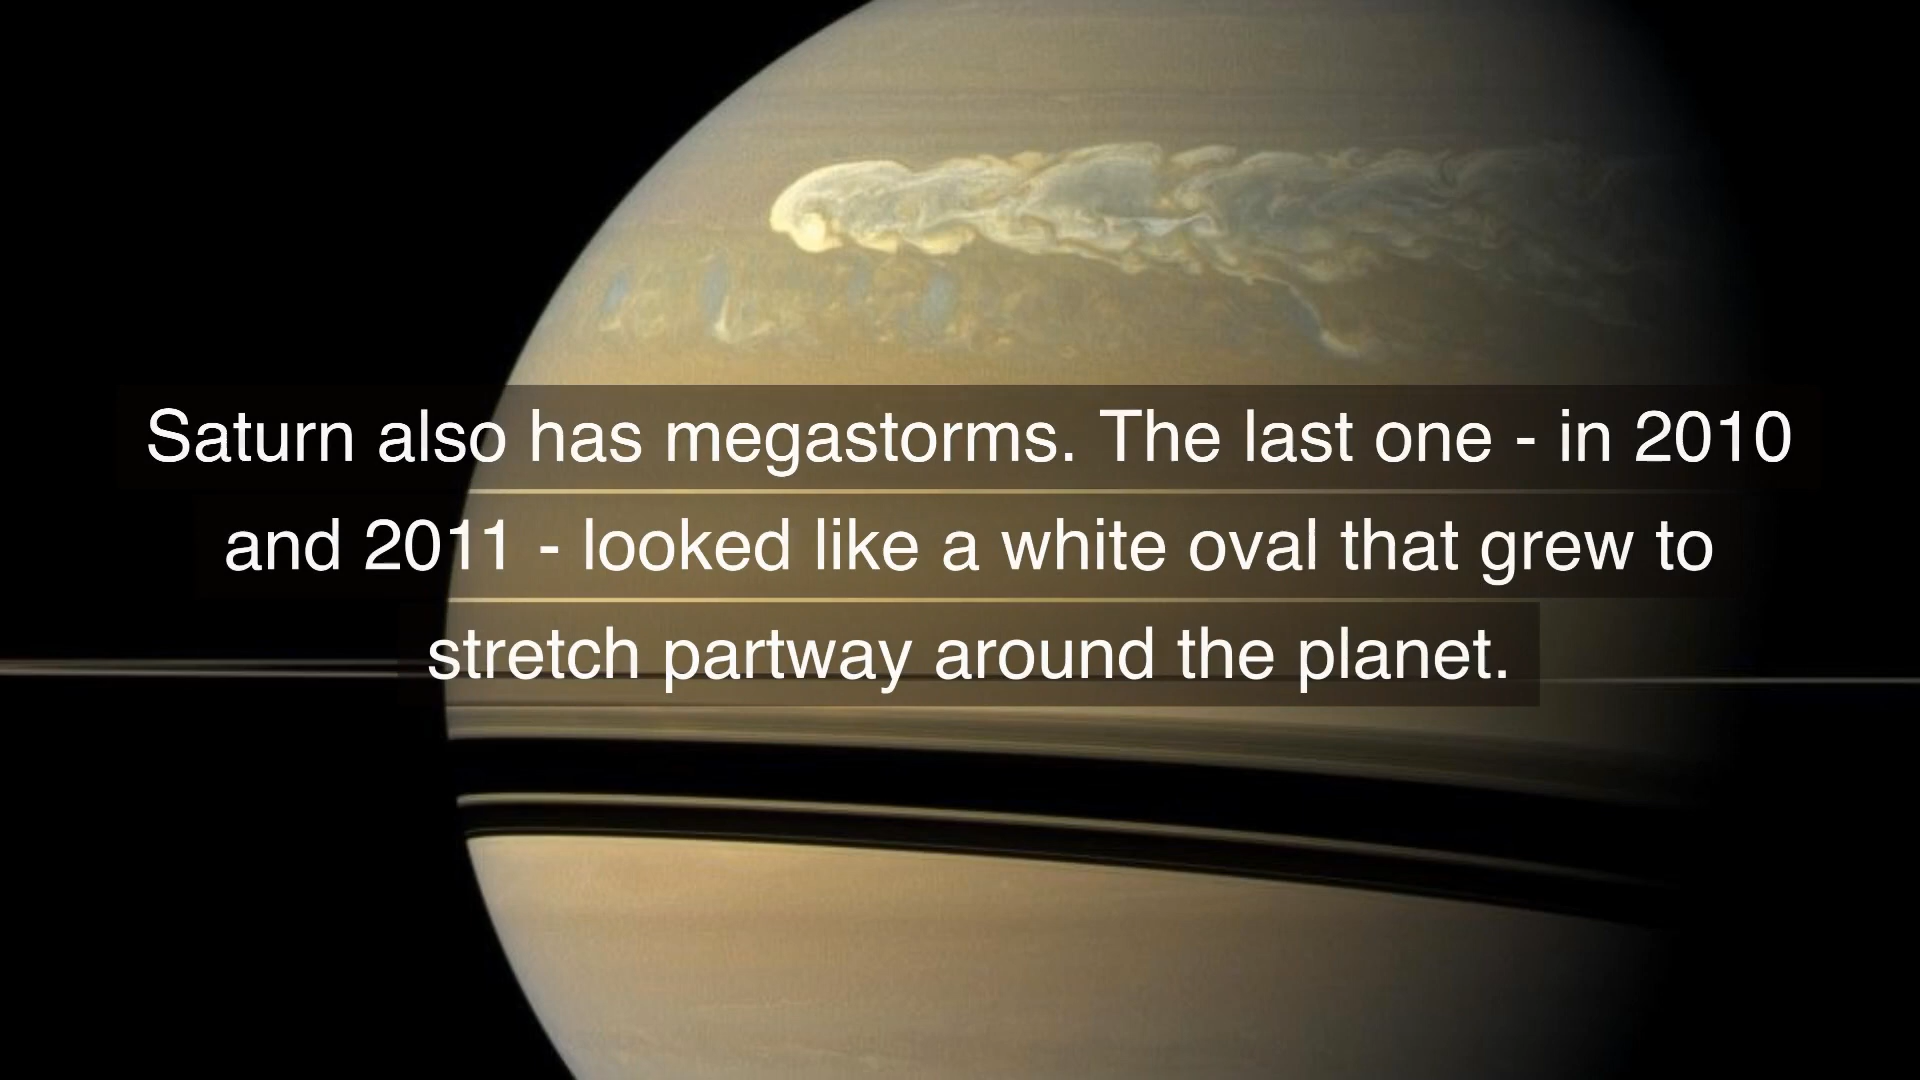 Saturn also has megastorms. The last one - in 2010
and 2011 - looked like a white oval that grew to
stretch partway around the planet.